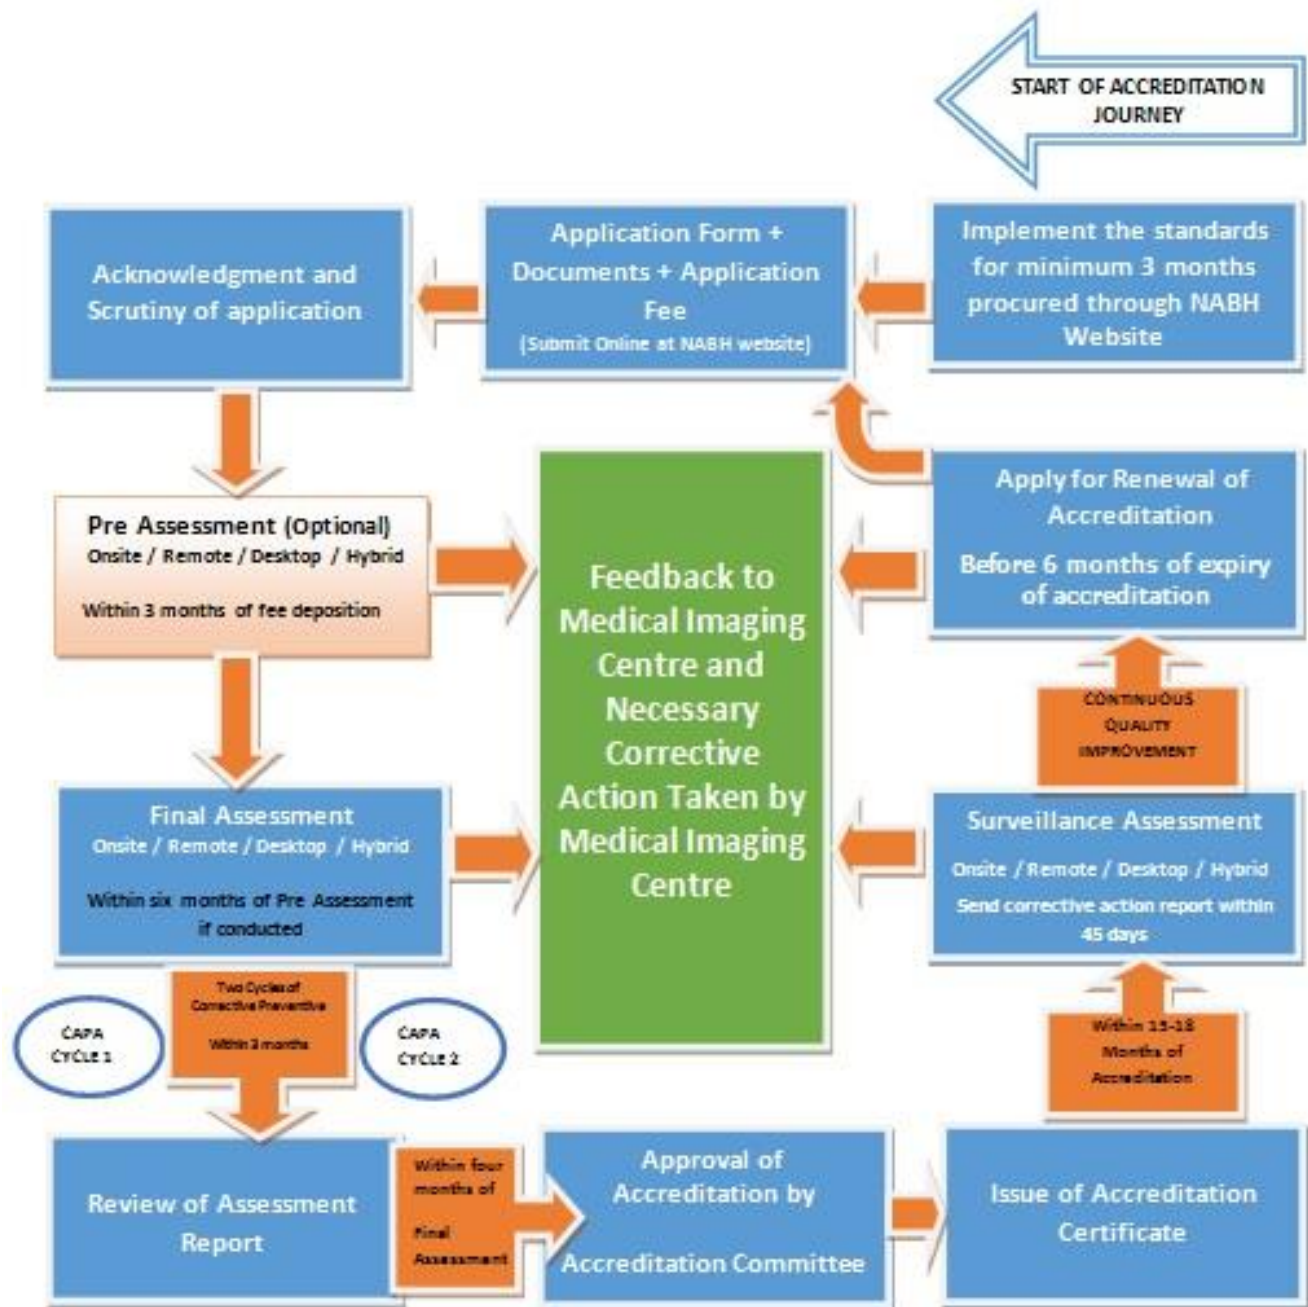 START OF ACCREDITATION
JOURNEY
Implement the standards
for minimum 3 months
procured through NABH
Website
Application Form +
Documents + Application
Fee
(Submit Online at NABH website)
Acknowledgment and
Scrutiny of application
Pre Assessment (Optional)
Onsite / Remote / Desktop / Hybrid
Within 3 months of fee deposition
Final Assessment
Onsite / Remote / Desktop / Hybrid
Within six months of Pre Assessment
if conducted
CAPA
CYCLE 1
Two Cycles of
Corrective Preventive
Within 3 months
CAPA
CYCLE 2
Review of Assessment
Report
Within four
months of
Final
Assessment
Approval of
Accreditation by
Accreditation Committee
Issue of Accreditation
Certificate
Within 15-18
Months of
Accreditation
Surveillance Assessment
Onsite / Remote / Desktop / Hybrid
Send corrective action report within
45 days
CONTINUOUS
QUALITY
IMPROVEMENT
Apply for Renewal of
Accreditation
Before 6 months of expiry
of accreditation
Feedback to
Medical Imaging
Centre and
Necessary
Corrective
Action Taken by
Medical Imaging
Centre